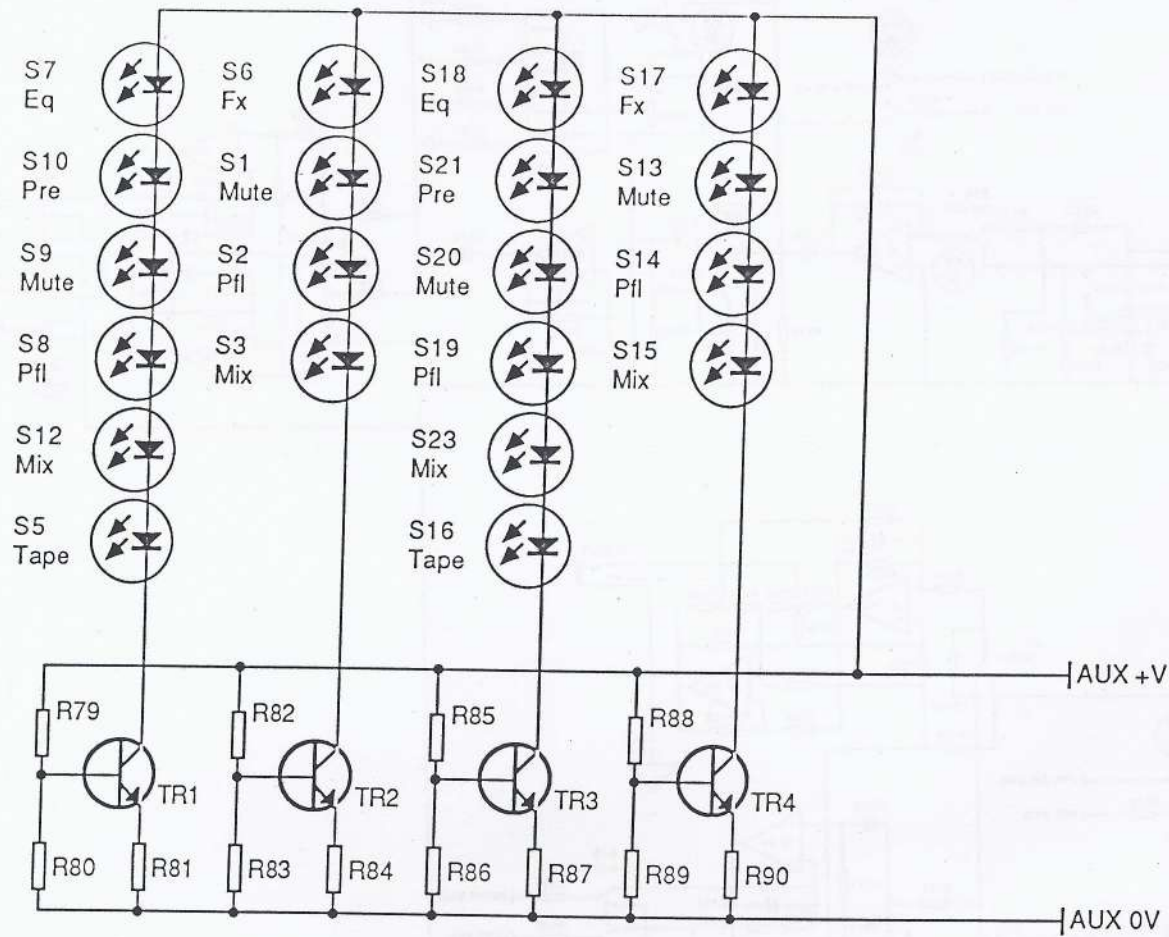 S7
Eq
S6
Fx
S18
Eq
S17
Fx
S10
Pre
S1
Mute
S21
Pre
S13
Mute
S9
Mute
S2
Pfl
S20
Mute
S14
Pfl
S8
Pfl
S3
Mix
S19
Pfl
S15
Mix
S12
Mix
S23
Mix
S5
Tape
S16
Tape
AUX +V
R79
R82
R85
R88
TR1
TR2
TR3
TR4
R80
R81
R83
R84
R86
R87
R89
R90
AUX 0V